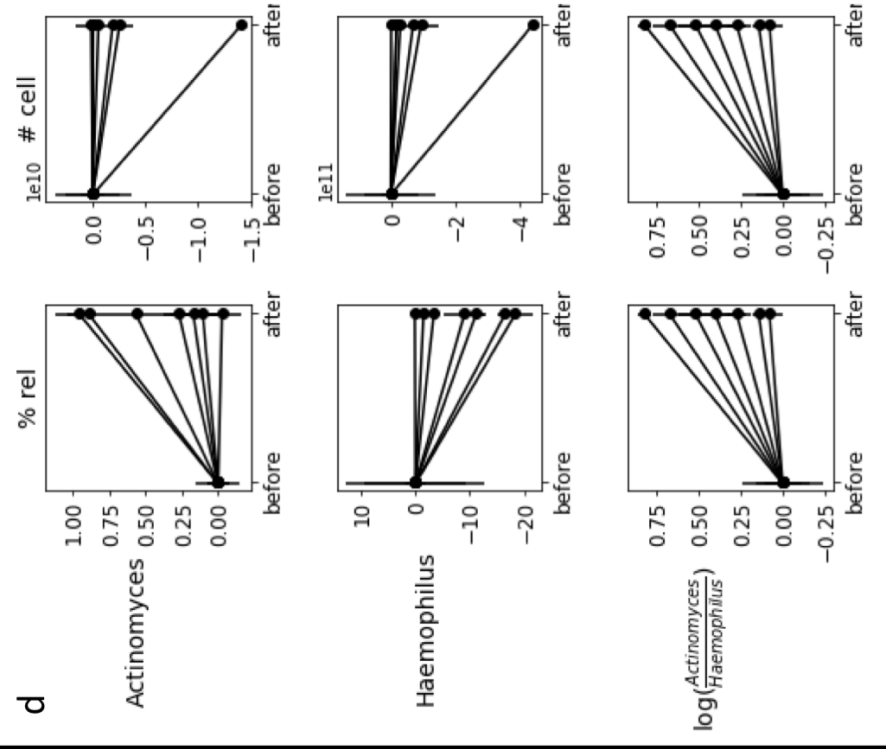 d
% rel
# cell
Actinomyces
1.00
0.75
0.50
0.25
0.00
before
after
1e10
0.0
−0.5
−1.0
−1.5
before
after
Haemophilus
10
0
−10
−20
before
after
1e11
0
−2
−4
before
after
log(Actinomyces/Haemophilus)
0.75
0.50
0.25
0.00
−0.25
before
after
0.75
0.50
0.25
0.00
−0.25
before
after